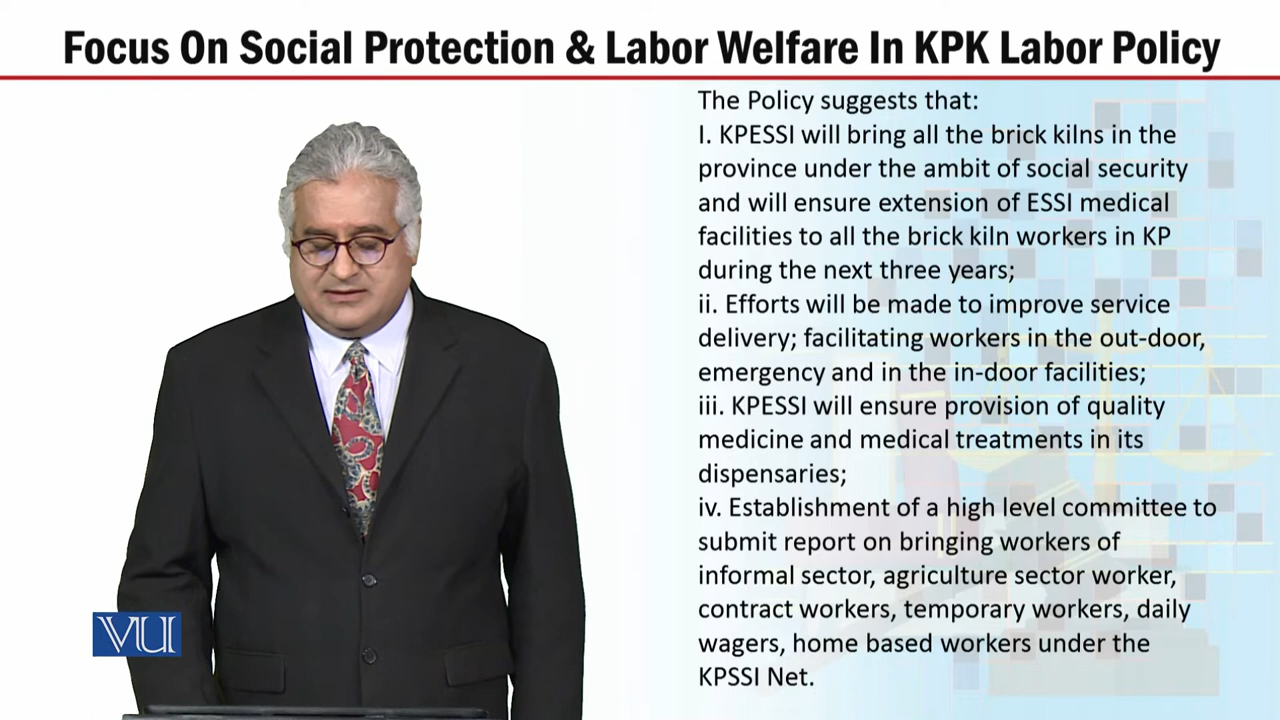 Focus On Social Protection & Labor Welfare In KPK Labor Policy
The Policy suggests that:
I. KPESSI will bring all the brick kilns in the
province under the ambit of social security
and will ensure extension of ESSI medical
facilities to all the brick kiln workers in KP
during the next three years;
ii. Efforts will be made to improve service
delivery; facilitating workers in the out-door,
emergency and in the in-door facilities;
iii. KPESSI will ensure provision of quality
medicine and medical treatments in its
dispensaries;
iv. Establishment of a high level committee to
submit report on bringing workers of
informal sector, agriculture sector worker,
contract workers, temporary workers, daily
wagers, home based workers under the
KPSSI Net.
VU